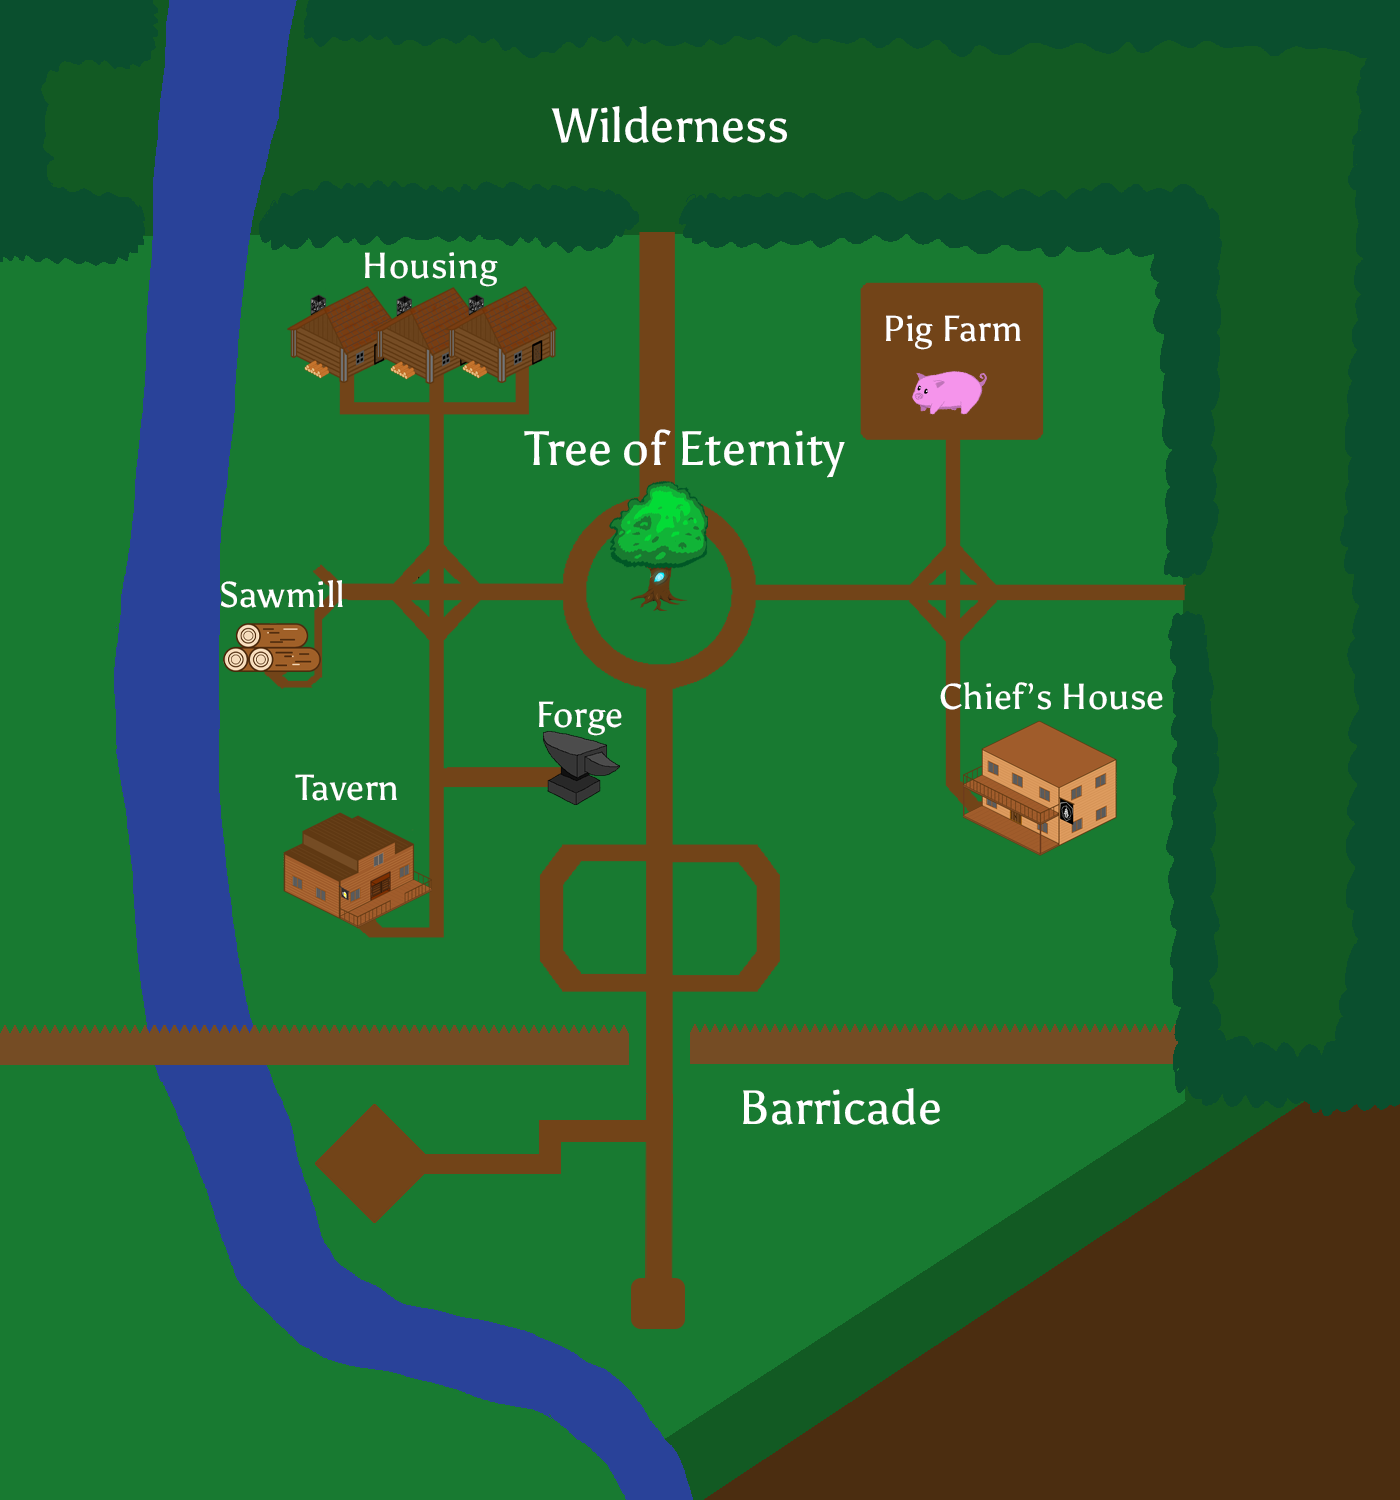 Wilderness
Housing
Pig Farm
Tree of Eternity
Sawmill
Chief's House
Forge
Tavern
Barricade